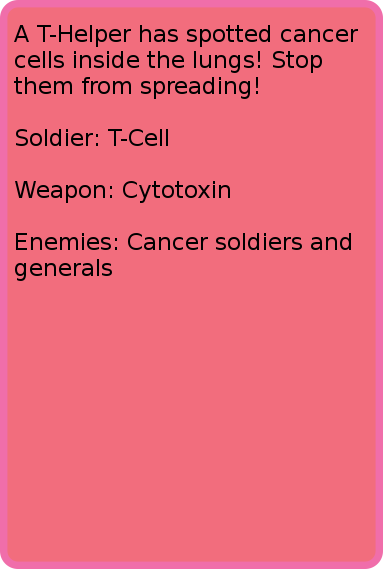 A T-Helper has spotted cancer
cells inside the lungs! Stop
them from spreading!
Soldier: T-Cell
Weapon: Cytotoxin
Enemies: Cancer soldiers and
generals